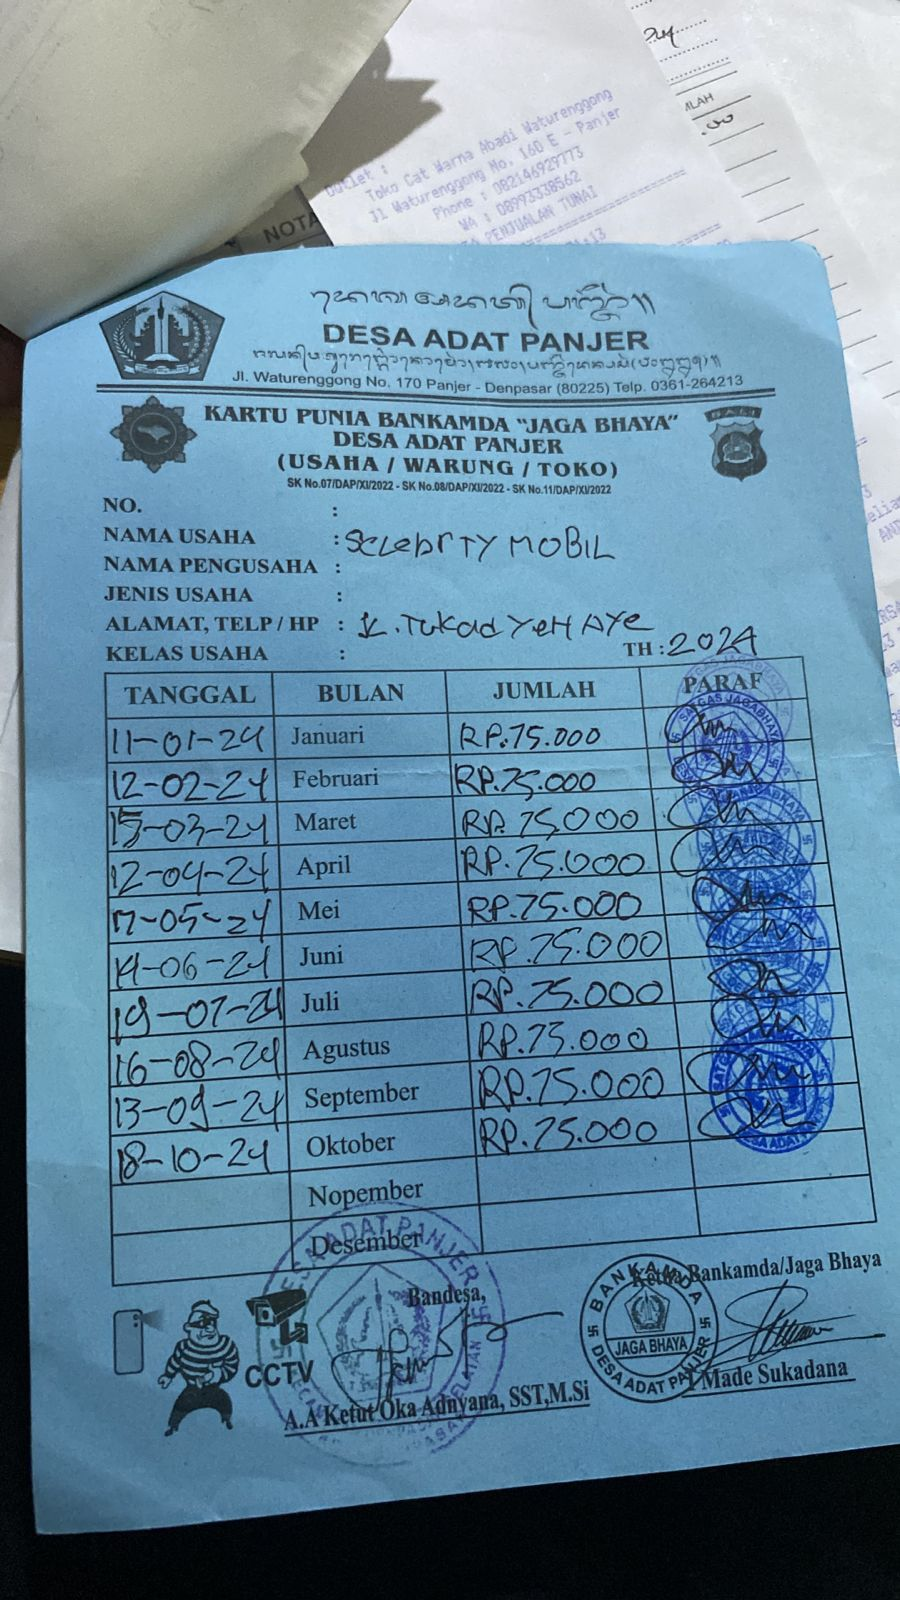 Outlet :
Toko Cat Warna Abadi Waturenggong
Jl Waturenggong No. 160 E - Panjer
Phone : 082146929773
WA : 08993338562
PENJUALAN TUNAI
NOTA
DESA ADAT PANJER
Jl. Waturenggong No. 170 Panjer - Denpasar (80225) Telp. 0361-264213
KARTU PUNIA BANKAMDA "JAGA BHAYA"
DESA ADAT PANJER
(USAHA / WARUNG / TOKO)
SK No.07/DAP/XI/2022 - SK No.08/DAP/XI/2022 - SK No.11/DAP/XI/2022
NO. :
NAMA USAHA : SELEBRTY MOBIL
NAMA PENGUSAHA :
JENIS USAHA :
ALAMAT, TELP / HP : JL. TUKAD YEH AYE
KELAS USAHA : TH : 2024
TANGGAL BULAN JUMLAH PARAF
11-01-24 Januari RP.75.000
12-02-24 Februari RP.75.000
15-03-24 Maret RP.75000
12-04-24 April RP.75.000
17-05-24 Mei RP.75.000
14-06-24 Juni RP.75.000
19-07-24 Juli RP.75.000
16-08-24 Agustus RP.75.000
13-09-24 September RP.75.000
18-10-24 Oktober RP.75.000
Nopember
Desember
SATGAS JAGABHAYA
DESA ADAT PANJER
Bandesa,
Ketua Bankamda/Jaga Bhaya
CCTV
DESA ADAT PANJER
BANKAMDA
JAGA BHAYA
DESA ADAT PANJER
A.A Ketut Oka Adnyana, SST,M.Si
I Made Sukadana